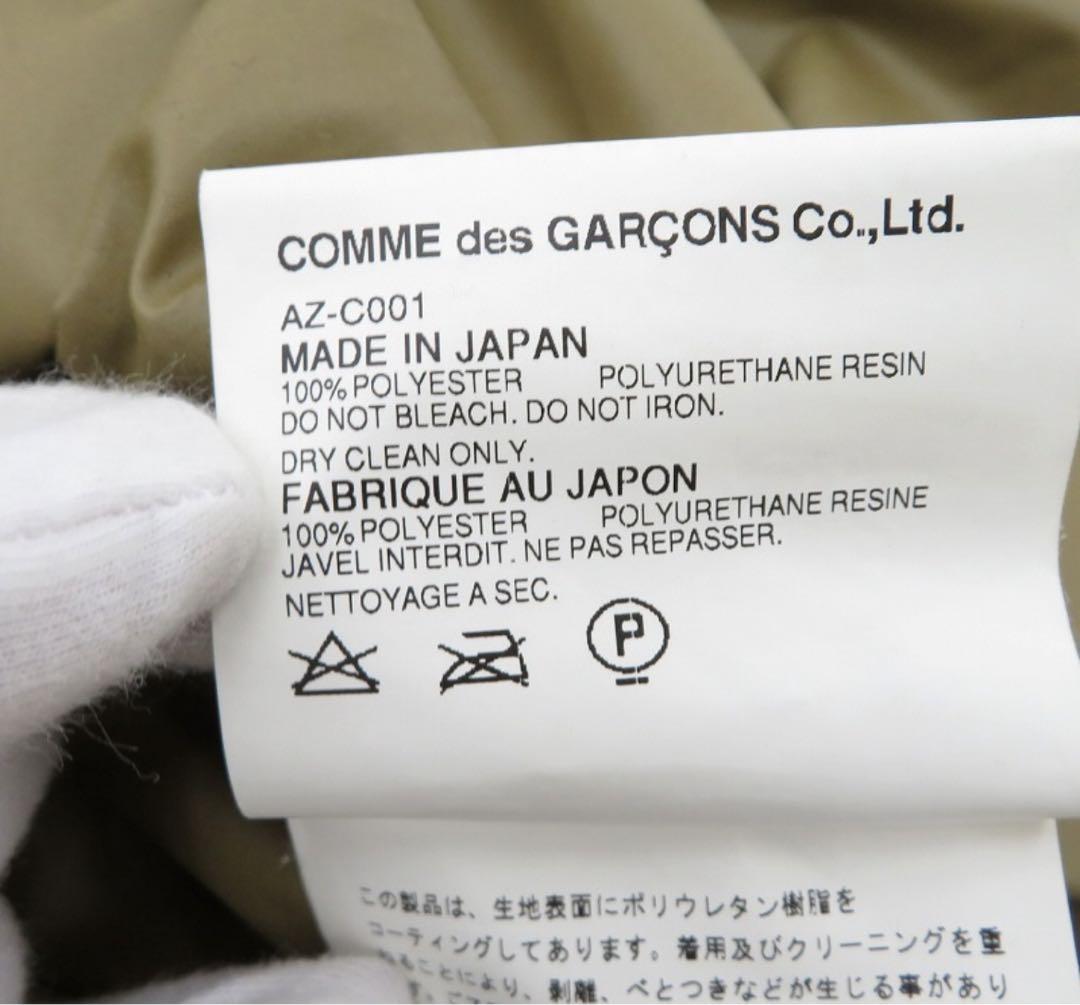 COMME des GARÇONS Co.,Ltd.
AZ-C001
MADE IN JAPAN
100% POLYESTER POLYURETHANE RESIN
DO NOT BLEACH. DO NOT IRON.
DRY CLEAN ONLY.
FABRIQUE AU JAPON
100% POLYESTER POLYURETHANE RESINE
JAVEL INTERDIT. NE PAS REPASSER.
NETTOYAGE A SEC.
P
この製品は、生地表面にポリウレタン樹脂を
コーティングしてあります。着用及びクリーニングを重
ねることにより、剥離、べとつきなどが生じる事があり